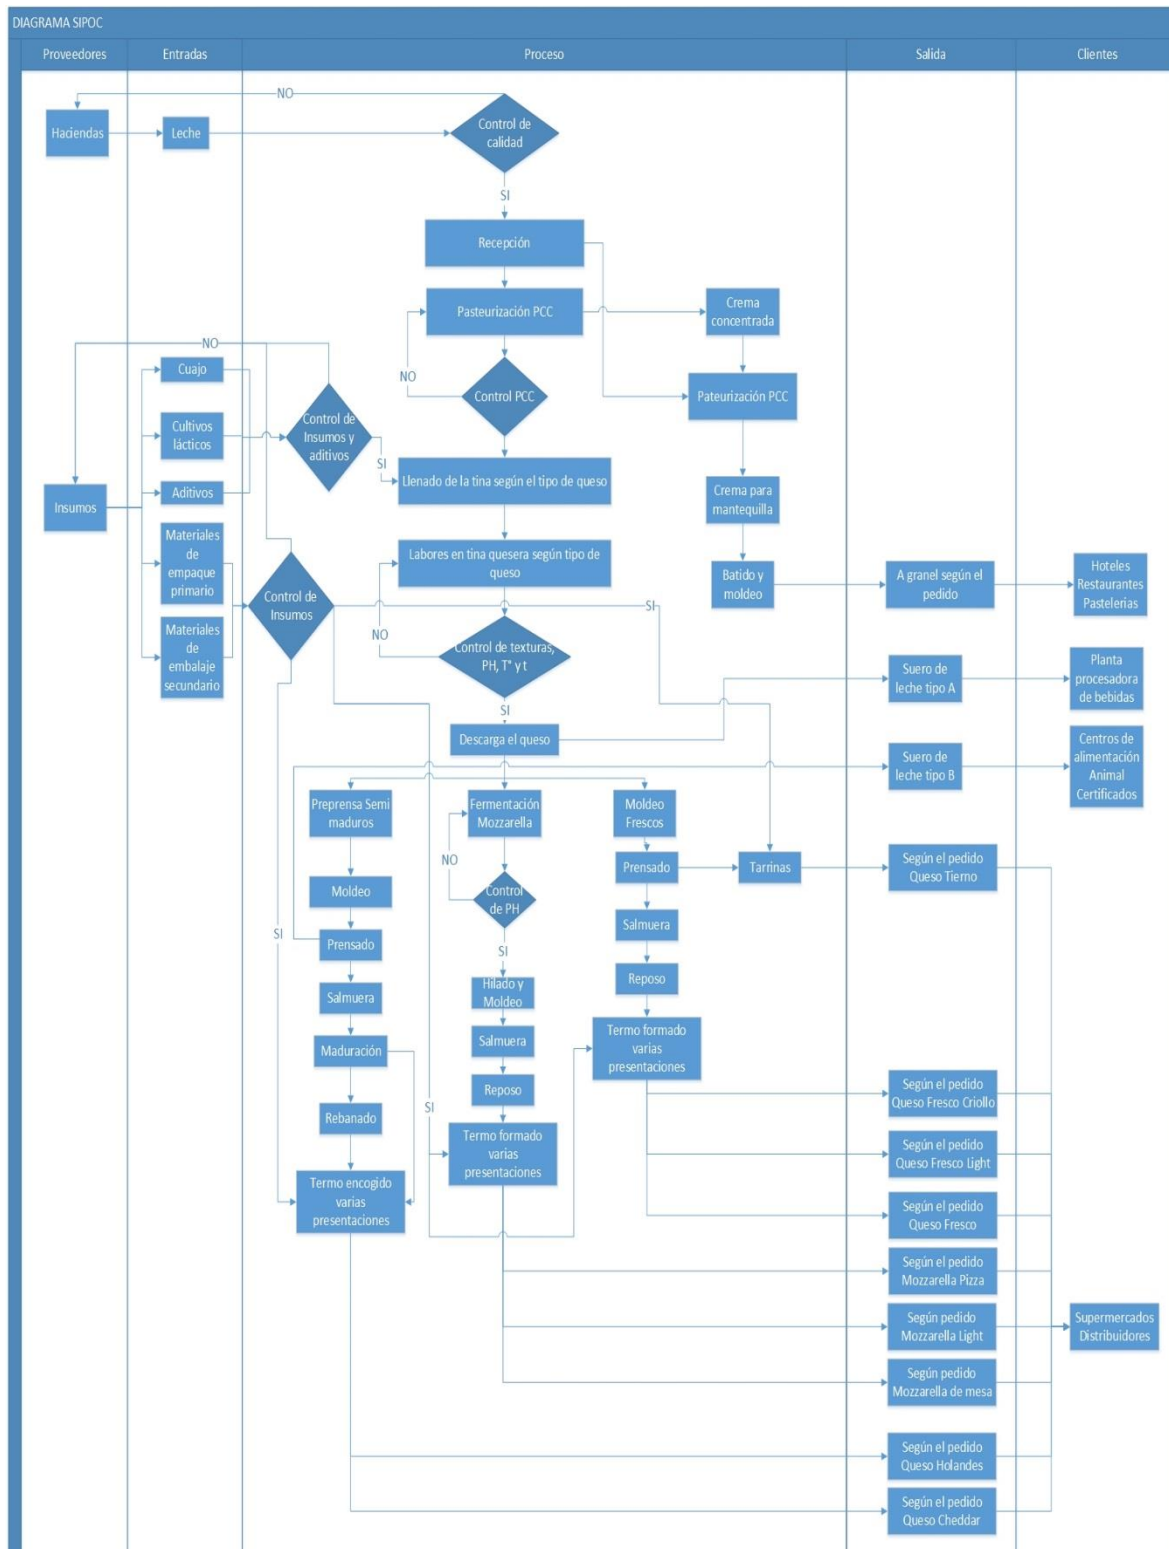 DIAGRAMA SIPOC
Proveedores
Entradas
Proceso
Salida
Clientes
NO
Haciendas
Leche
Control de
calidad
SI
Recepción
Pasteurización PCC
Crema
concentrada
NO
Cuajo
NO
Control PCC
Pateurización PCC
Cultivos
lácticos
Control de
Insumos y
aditivos
SI
Llenado de la tina según el tipo de queso
Insumos
Aditivos
Crema para
mantequilla
Materiales
de
empaque
primario
Labores en tina quesera según tipo de
queso
Batido y
moldeo
A granel según el
pedido
Hoteles
Restaurantes
Pastelerias
Control de
Insumos
SI
NO
Materiales
de
embalaje
secundario
Control de texturas,
PH, T° y t
Suero de
leche tipo A
Planta
procesadora
de bebidas
SI
Descarga el queso
Suero de
leche tipo B
Centros de
alimentación
Animal
Certificados
Preprensa Semi
maduros
Fermentación
Mozzarella
Moldeo
Frescos
NO
Prensado
Tarrinas
Según el pedido
Queso Tierno
Moldeo
Control
de PH
SI
Prensado
Salmuera
SI
Salmuera
Hilado y
Moldeo
Reposo
Maduración
Salmuera
Termo formado
varias
presentaciones
Rebanado
SI
Reposo
Según el pedido
Queso Fresco Criollo
Termo formado
varias
presentaciones
Según el pedido
Queso Fresco Light
Termo encogido
varias
presentaciones
Según el pedido
Queso Fresco
Según el pedido
Mozzarella Pizza
Según pedido
Mozzarella Light
Supermercados
Distribuidores
Según pedido
Mozzarella de mesa
Según el pedido
Queso Holandes
Según el pedido
Queso Cheddar